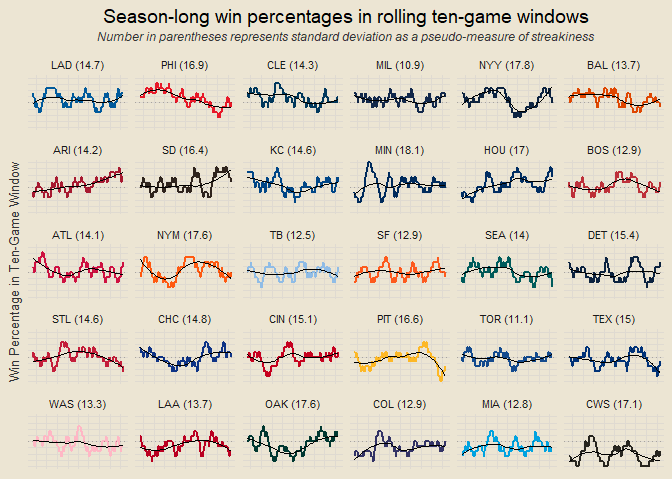 Season-long win percentages in rolling ten-game windows
Number in parentheses represents standard deviation as a pseudo-measure of streakiness
Win Percentage in Ten-Game Window
LAD (14.7) PHI (16.9) CLE (14.3) MIL (10.9) NYY (17.8) BAL (13.7)
ARI (14.2) SD (16.4) KC (14.6) MIN (18.1) HOU (17) BOS (12.9)
ATL (14.1) NYM (17.6) TB (12.5) SF (12.9) SEA (14) DET (15.4)
STL (14.6) CHC (14.8) CIN (15.1) PIT (16.6) TOR (11.1) TEX (15)
WAS (13.3) LAA (13.7) OAK (17.6) COL (12.9) MIA (12.8) CWS (17.1)